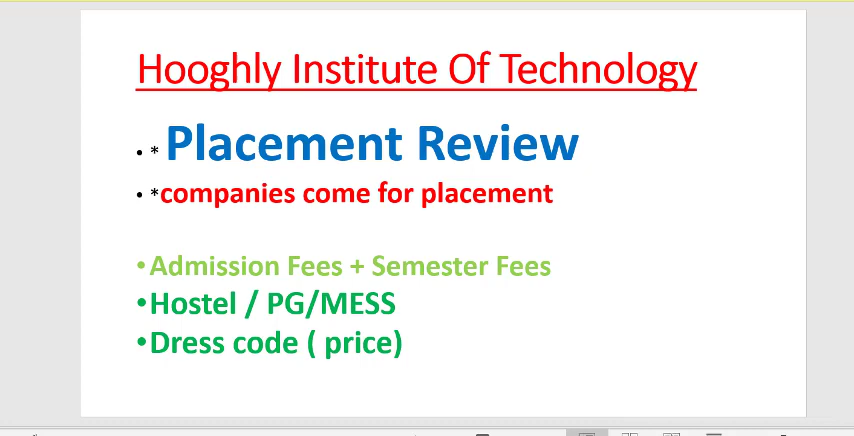 Hooghly Institute Of Technology
• * Placement Review
• *companies come for placement
•Admission Fees + Semester Fees
•Hostel / PG/MESS
•Dress code ( price)